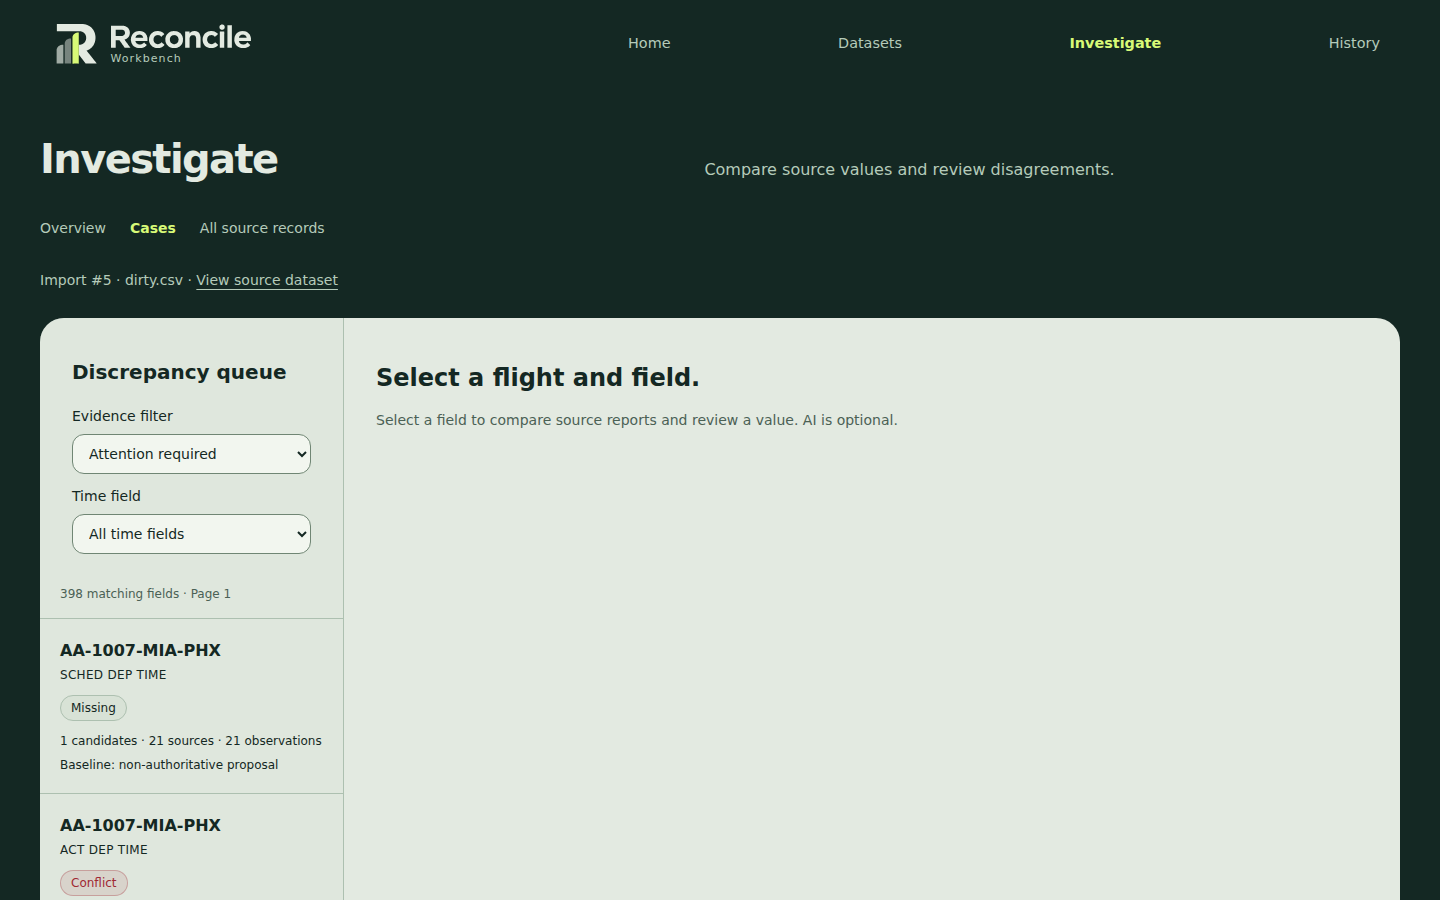 Reconcile
Workbench
Home
Datasets
Investigate
History
Investigate
Compare source values and review disagreements.
Overview
Cases
All source records
Import #5 · dirty.csv · View source dataset
Discrepancy queue
Evidence filter
Attention required
Time field
All time fields
398 matching fields · Page 1
AA-1007-MIA-PHX
SCHED DEP TIME
Missing
1 candidates · 21 sources · 21 observations
Baseline: non-authoritative proposal
AA-1007-MIA-PHX
ACT DEP TIME
Conflict
Select a flight and field.
Select a field to compare source reports and review a value. AI is optional.